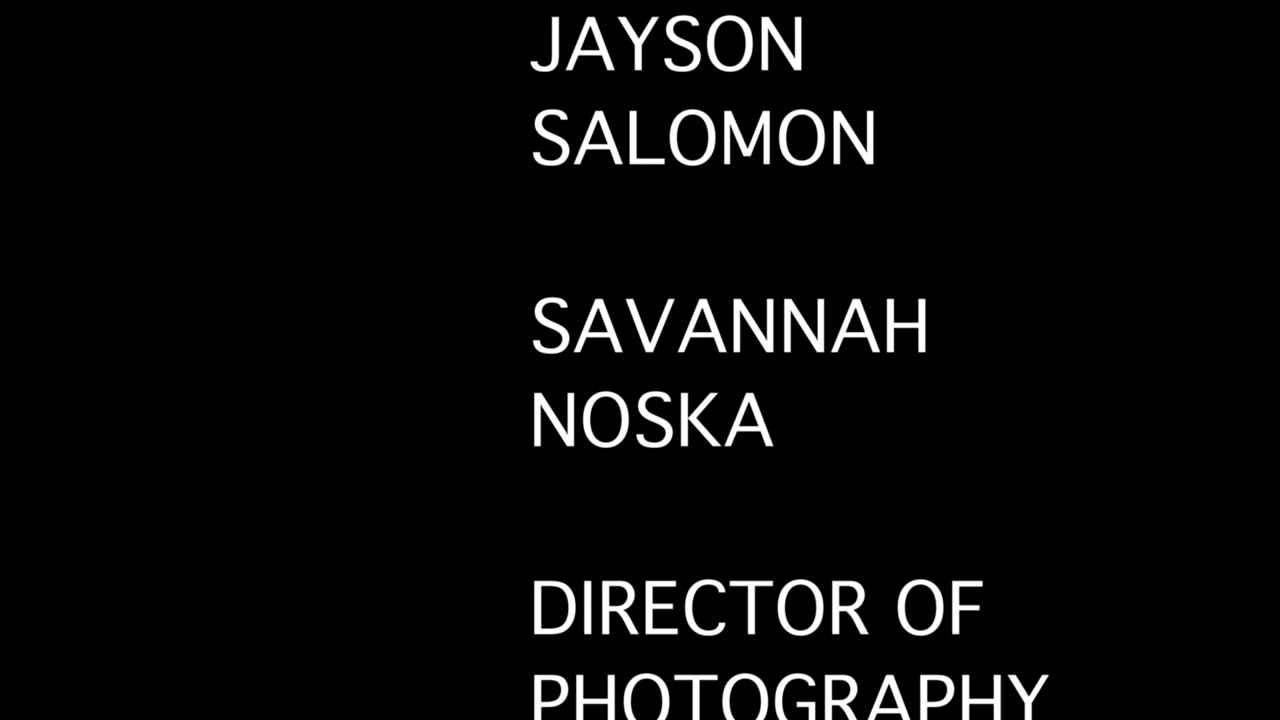 JAYSON
SALOMON
SAVANNAH
NOSKA
DIRECTOR OF
PHOTOGRAPHY